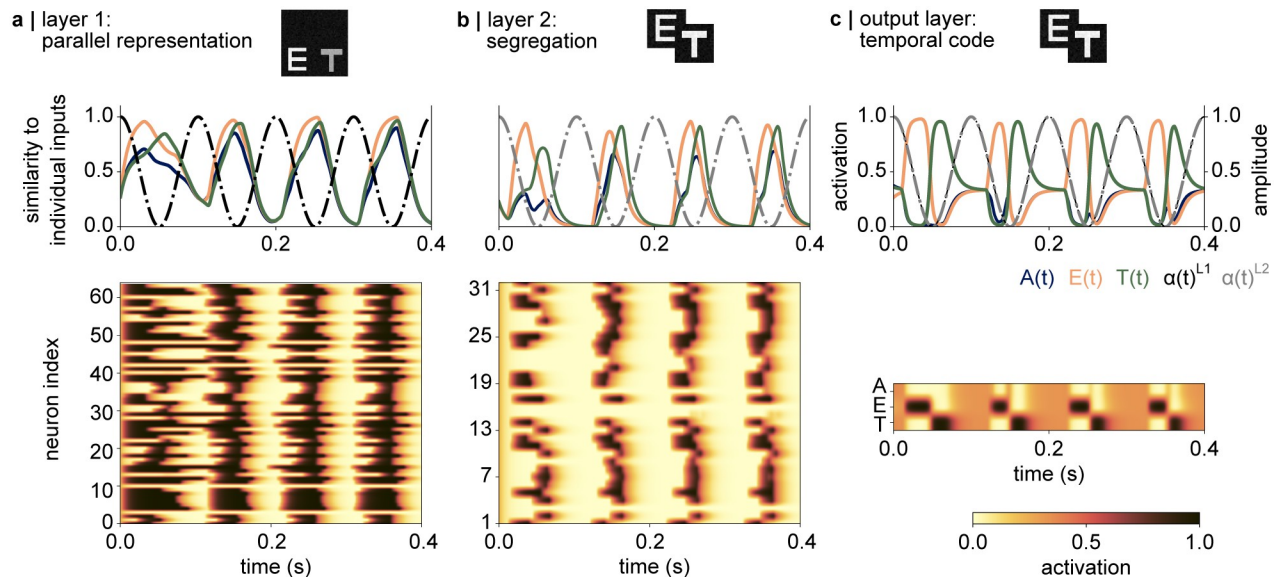 a | layer 1:
parallel representation
E T
b | layer 2:
segregation
E
T
c | output layer:
temporal code
E
T
similarity to
individual inputs
1.0
0.5
0.0
0.0 0.2 0.4
0.0 0.2 0.4
activation
1.0
0.5
0.0
0.0 0.2 0.4
1.0
0.5
0.0
amplitude
A(t) E(t) T(t) α(t)^L1 α(t)^L2
neuron index
60
50
40
30
20
10
0
0.0 0.2 0.4
time (s)
31
25
19
13
7
1
0.0 0.2 0.4
time (s)
A
E
T
0.0 0.2 0.4
time (s)
0.0 0.5 1.0
activation